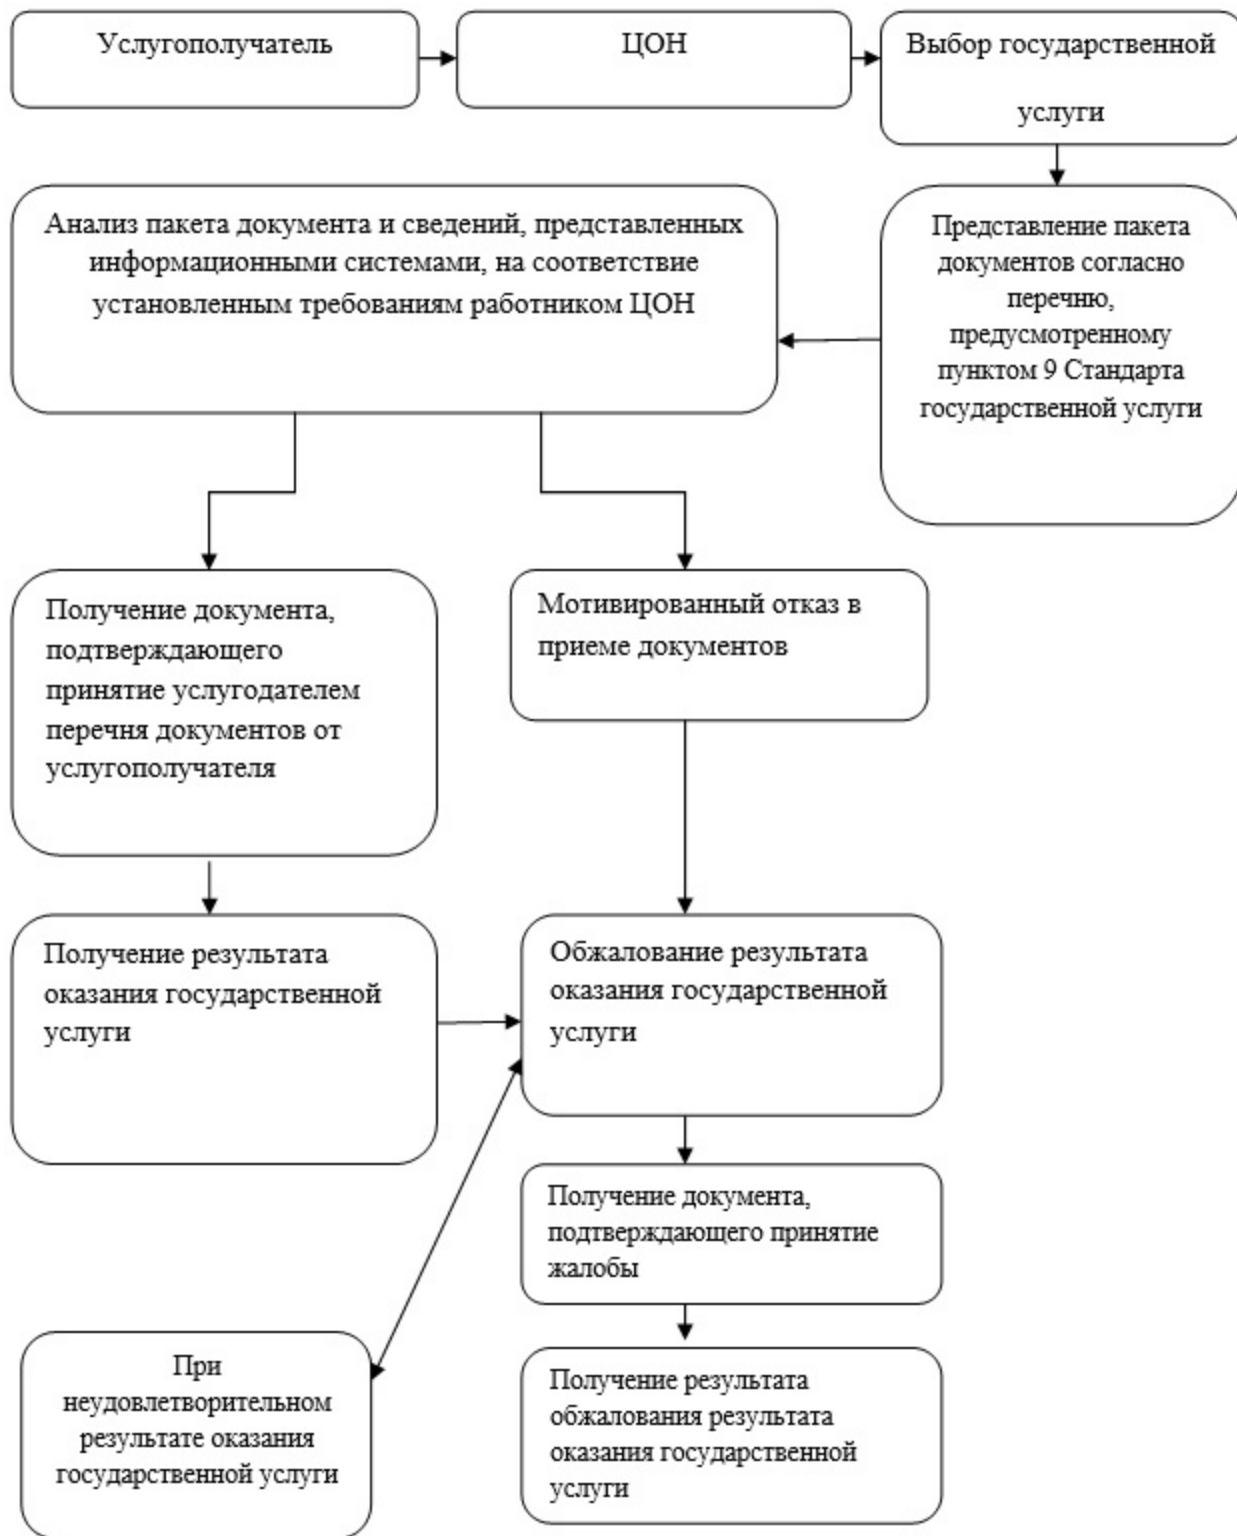 Услугополучатель
ЦОН
Выбор государственной
услуги
Представление пакета
документов согласно
перечню,
предусмотренному
пунктом 9 Стандарта
государственной услуги
Анализ пакета документа и сведений, представленных
информационными системами, на соответствие
установленным требованиям работником ЦОН
Получение документа,
подтверждающего
принятие услугодателем
перечня документов от
услугополучателя
Мотивированный отказ в
приеме документов
Получение результата
оказания государственной
услуги
Обжалование результата
оказания государственной
услуги
Получение документа,
подтверждающего принятие
жалобы
При
неудовлетворительном
результате оказания
государственной услуги
Получение результата
обжалования результата
оказания государственной
услуги